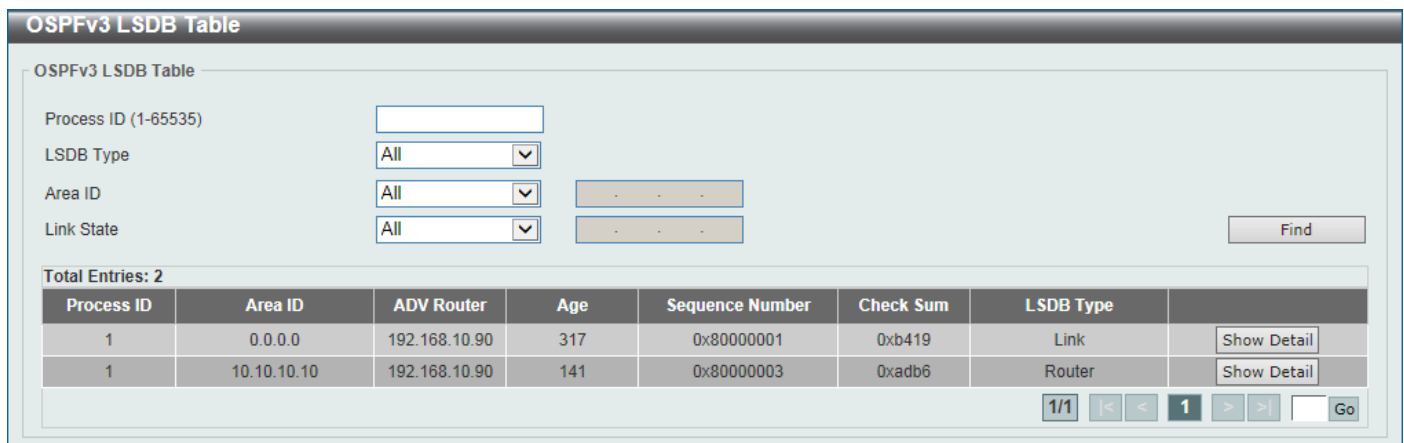 OSPFv3 LSDB Table
OSPFv3 LSDB Table
Process ID (1-65535)
LSDB Type All
Area ID All . . .
Link State All . . . Find
Total Entries: 2
Process ID Area ID ADV Router Age Sequence Number Check Sum LSDB Type
1 0.0.0.0 192.168.10.90 317 0x80000001 0xb419 Link Show Detail
1 10.10.10.10 192.168.10.90 141 0x80000003 0xadb6 Router Show Detail
1/1 |< < 1 > >| Go